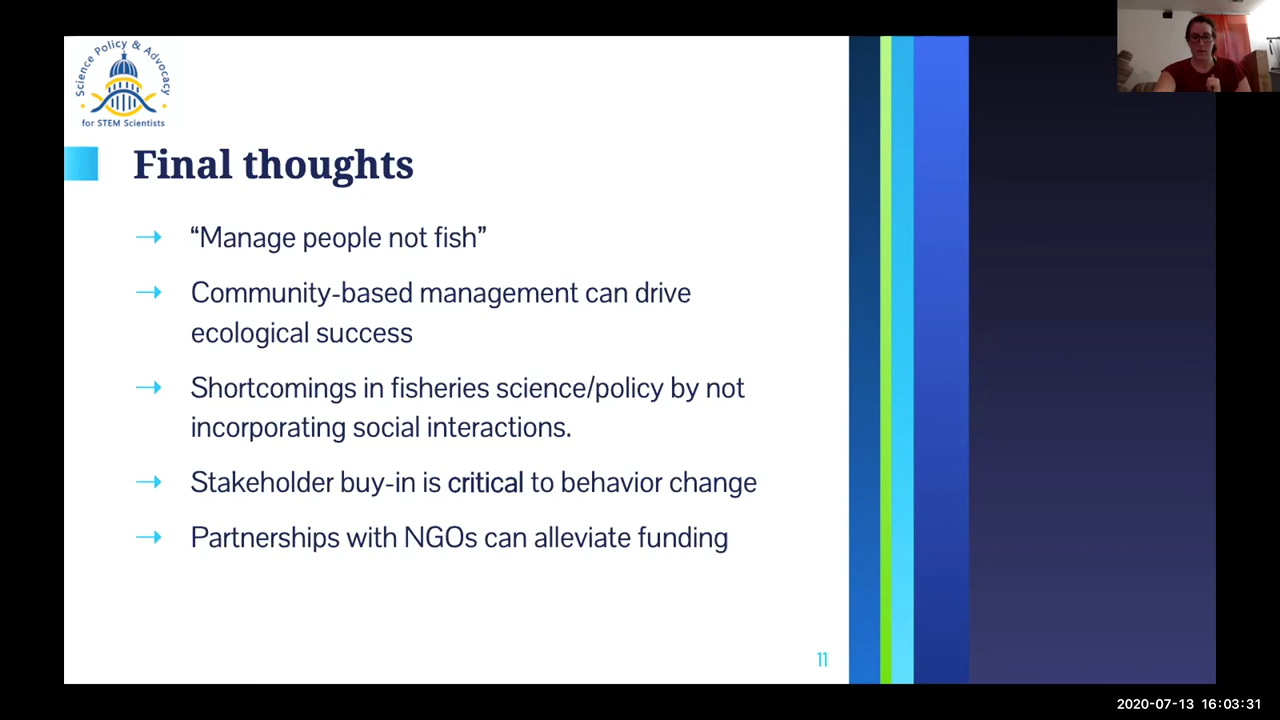 Science Policy & Advocacy
for STEM Scientists
Final thoughts
“Manage people not fish”
Community-based management can drive
ecological success
Shortcomings in fisheries science/policy by not
incorporating social interactions.
Stakeholder buy-in is critical to behavior change
Partnerships with NGOs can alleviate funding
11
2020-07-13 16:03:31